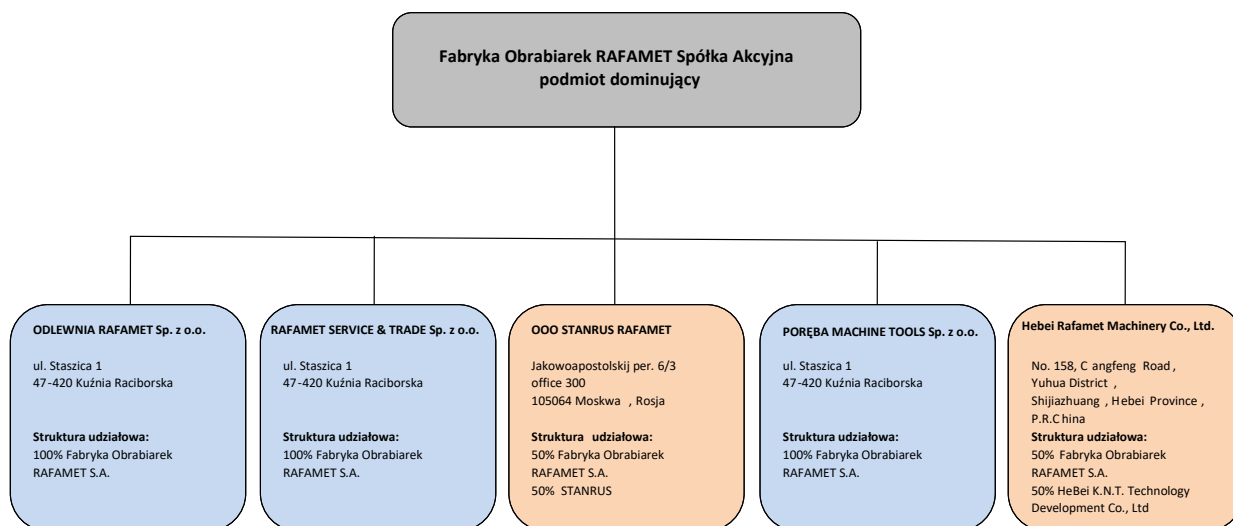 Fabryka Obrabiarek RAFAMET Spółka Akcyjna
podmiot dominujący
ODLEWNIA RAFAMET Sp. z o.o.
ul. Staszica 1
47-420 Kuźnia Raciborska
Struktura udziałowa:
100% Fabryka Obrabiarek
RAFAMET S.A.
RAFAMET SERVICE & TRADE Sp. z o.o.
ul. Staszica 1
47-420 Kuźnia Raciborska
Struktura udziałowa:
100% Fabryka Obrabiarek
RAFAMET S.A.
OOO STANRUS RAFAMET
Jakowoapostolskij per. 6/3
office 300
105064 Moskwa , Rosja
Struktura udziałowa:
50% Fabryka Obrabiarek
RAFAMET S.A.
50% STANRUS
PORĘBA MACHINE TOOLS Sp. z o.o.
ul. Staszica 1
47-420 Kuźnia Raciborska
Struktura udziałowa:
100% Fabryka Obrabiarek
RAFAMET S.A.
Hebei Rafamet Machinery Co., Ltd.
No. 158, C angfeng Road ,
Yuhua District ,
Shijiazhuang , Hebei Province ,
P.R.C hina
Struktura udziałowa:
50% Fabryka Obrabiarek
RAFAMET S.A.
50% HeBei K.N.T. Technology
Development Co., Ltd